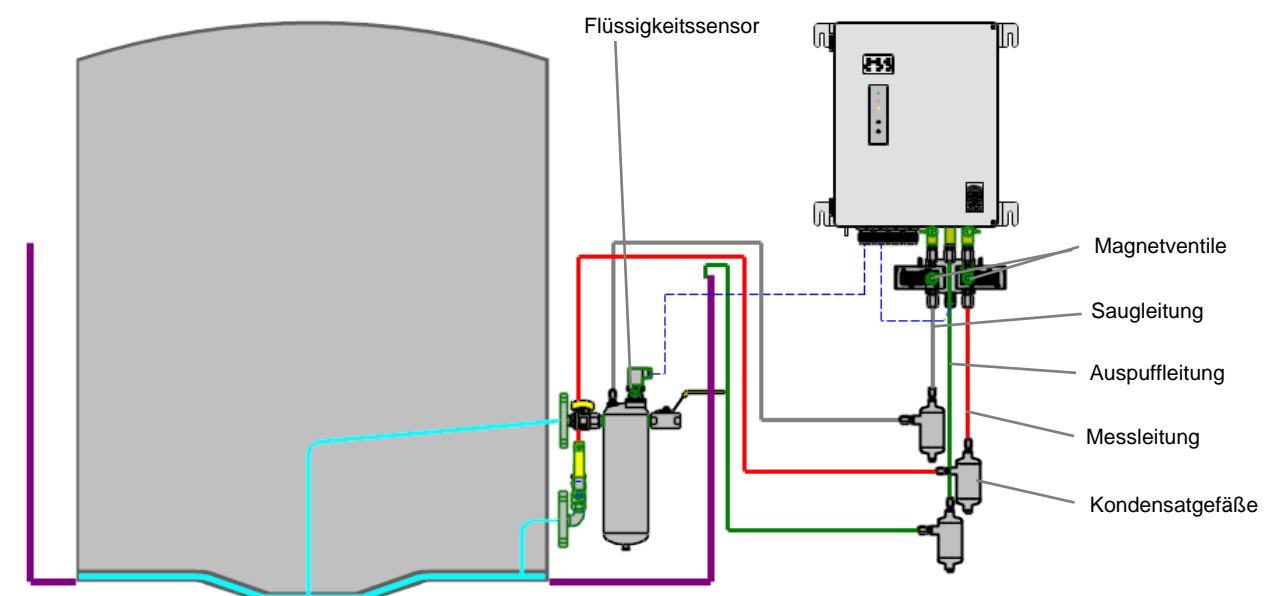 Flüssigkeitssensor
Magnetventile
Saugleitung
Auspuffleitung
Messleitung
Kondensatgefäße